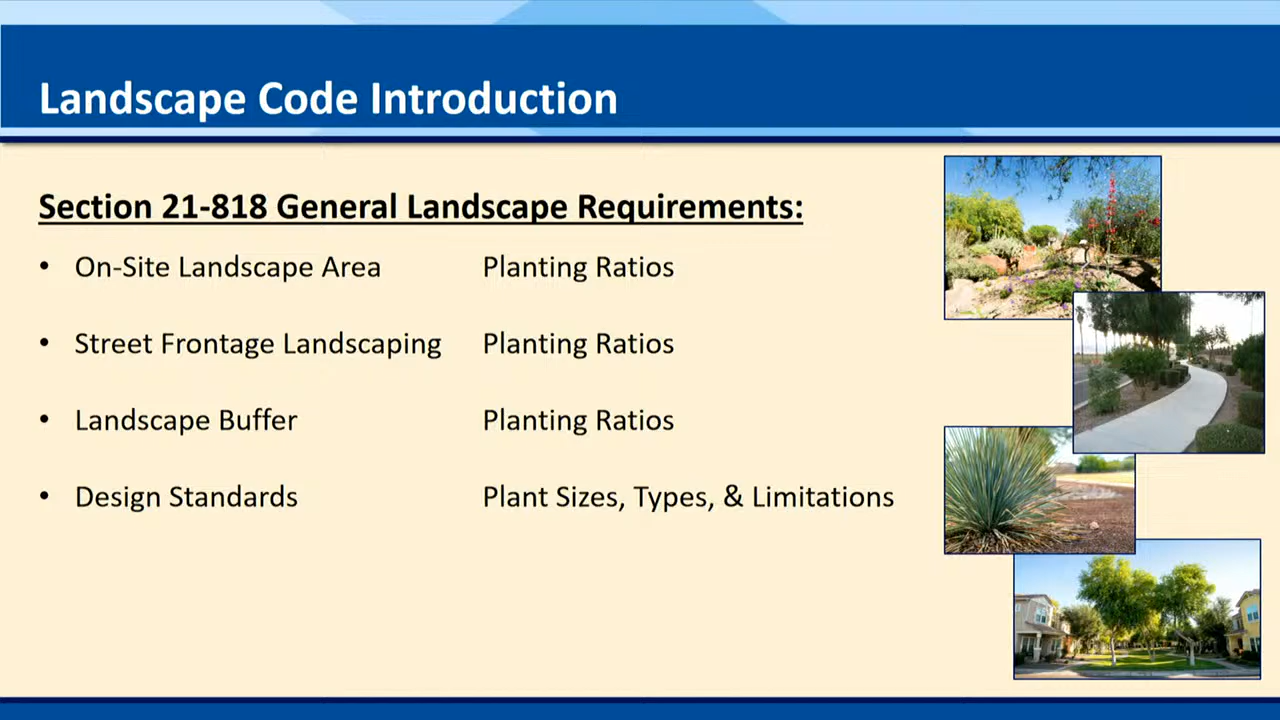 Landscape Code Introduction
Section 21-818 General Landscape Requirements:
• On-Site Landscape Area Planting Ratios
• Street Frontage Landscaping Planting Ratios
• Landscape Buffer Planting Ratios
• Design Standards Plant Sizes, Types, & Limitations